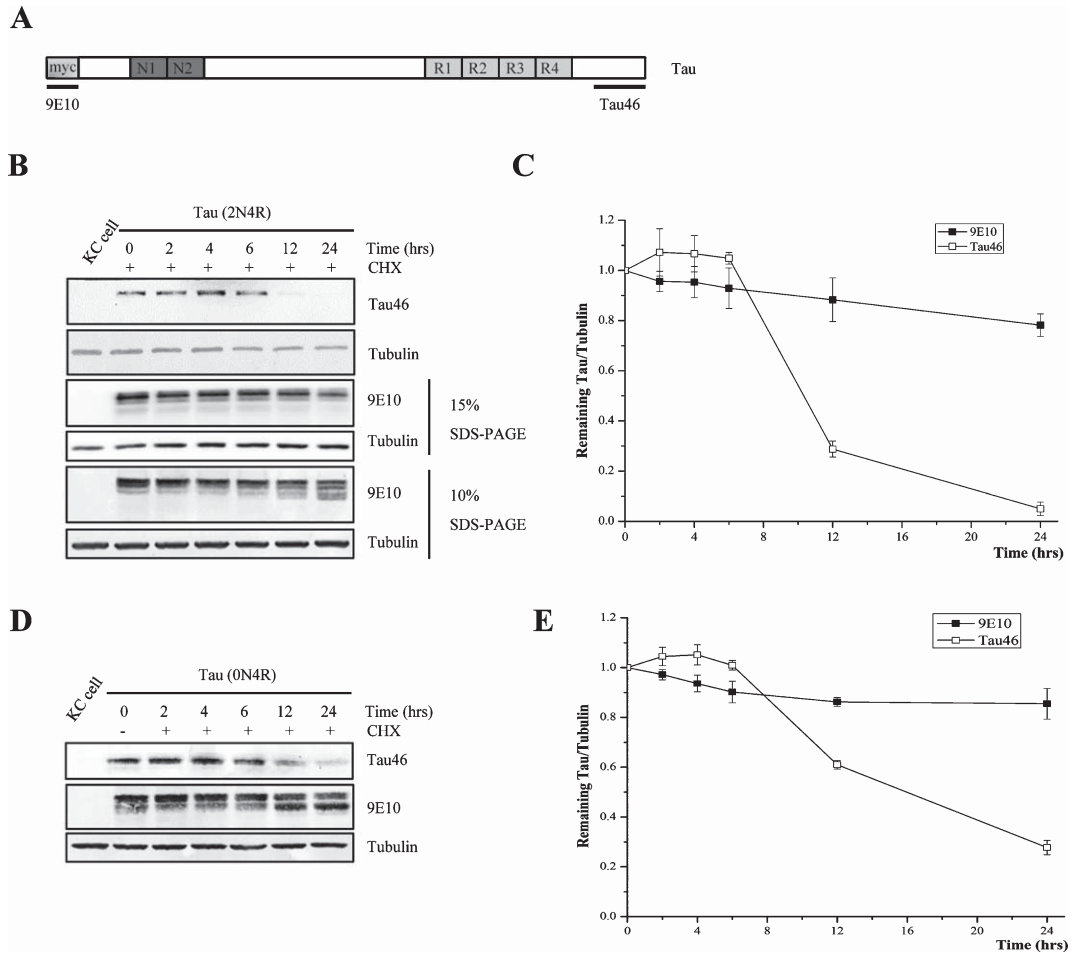 A
myc N1 N2 R1 R2 R3 R4 Tau
9E10 Tau46
B
Tau (2N4R)
KC cell 0 2 4 6 12 24 Time (hrs)
+ + + + + + CHX
Tau46
Tubulin
9E10
15%
SDS-PAGE
Tubulin
9E10
10%
SDS-PAGE
Tubulin
C
1.2
1.0
0.8
0.6
0.4
0.2
0.0
Remaining Tau/Tubulin
9E10
Tau46
0 4 8 12 16 20 24
Time (hrs)
D
Tau (0N4R)
KC cell 0 2 4 6 12 24 Time (hrs)
- + + + + + CHX
Tau46
9E10
Tubulin
E
1.2
1.0
0.8
0.6
0.4
0.2
0.0
Remaining Tau/Tubulin
9E10
Tau46
0 4 8 12 16 20 24
Time (hrs)